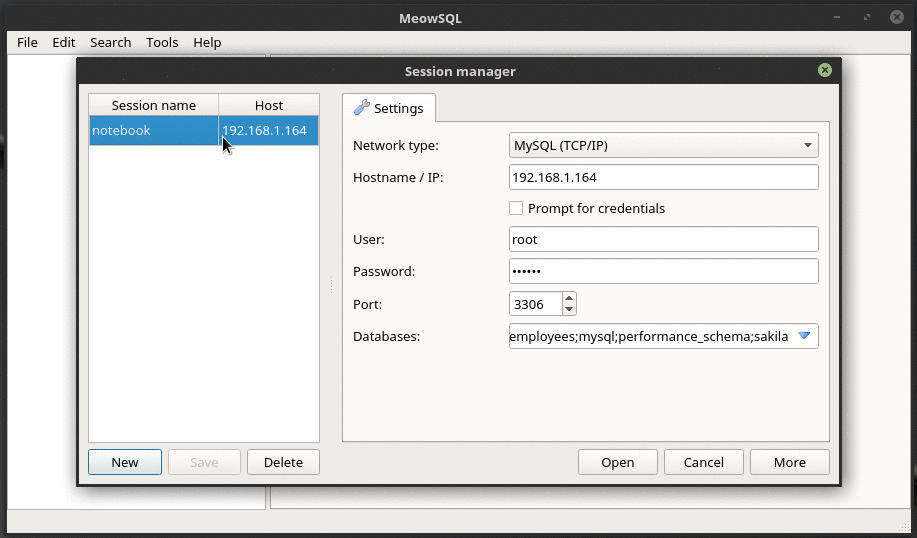 MeowSQL
File Edit Search Tools Help
Session manager
Session name Host
notebook 192.168.1.164
Settings
Network type: MySQL (TCP/IP)
Hostname / IP: 192.168.1.164
Prompt for credentials
User: root
Password: ••••••
Port: 3306
Databases: employees;mysql;performance_schema;sakila
New Save Delete Open Cancel More